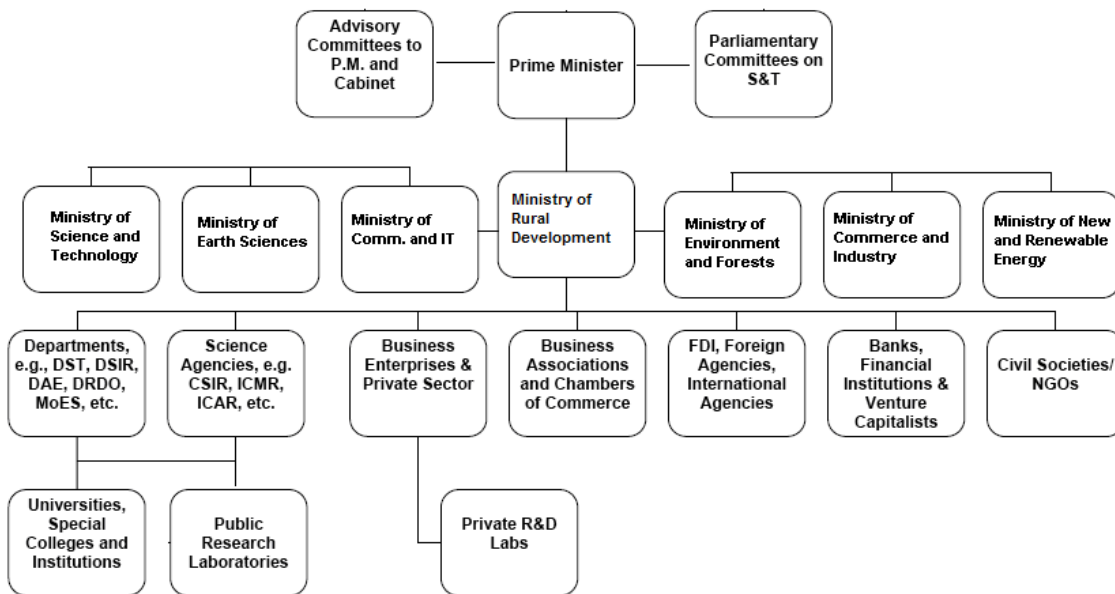 Advisory
Committees to
P.M. and
Cabinet
Prime Minister
Parliamentary
Committees on
S&T
Ministry of
Science and
Technology
Ministry of
Earth Sciences
Ministry of
Comm. and IT
Ministry of
Rural
Development
Ministry of
Environment
and Forests
Ministry of
Commerce and
Industry
Ministry of New
and Renewable
Energy
Departments,
e.g., DST, DSIR,
DAE, DRDO,
MoES, etc.
Science
Agencies, e.g.
CSIR, ICMR,
ICAR, etc.
Business
Enterprises &
Private Sector
Business
Associations
and Chambers
of Commerce
FDI, Foreign
Agencies,
International
Agencies
Banks,
Financial
Institutions &
Venture
Capitalists
Civil Societies/
NGOs
Universities,
Special
Colleges and
Institutions
Public
Research
Laboratories
Private R&D
Labs